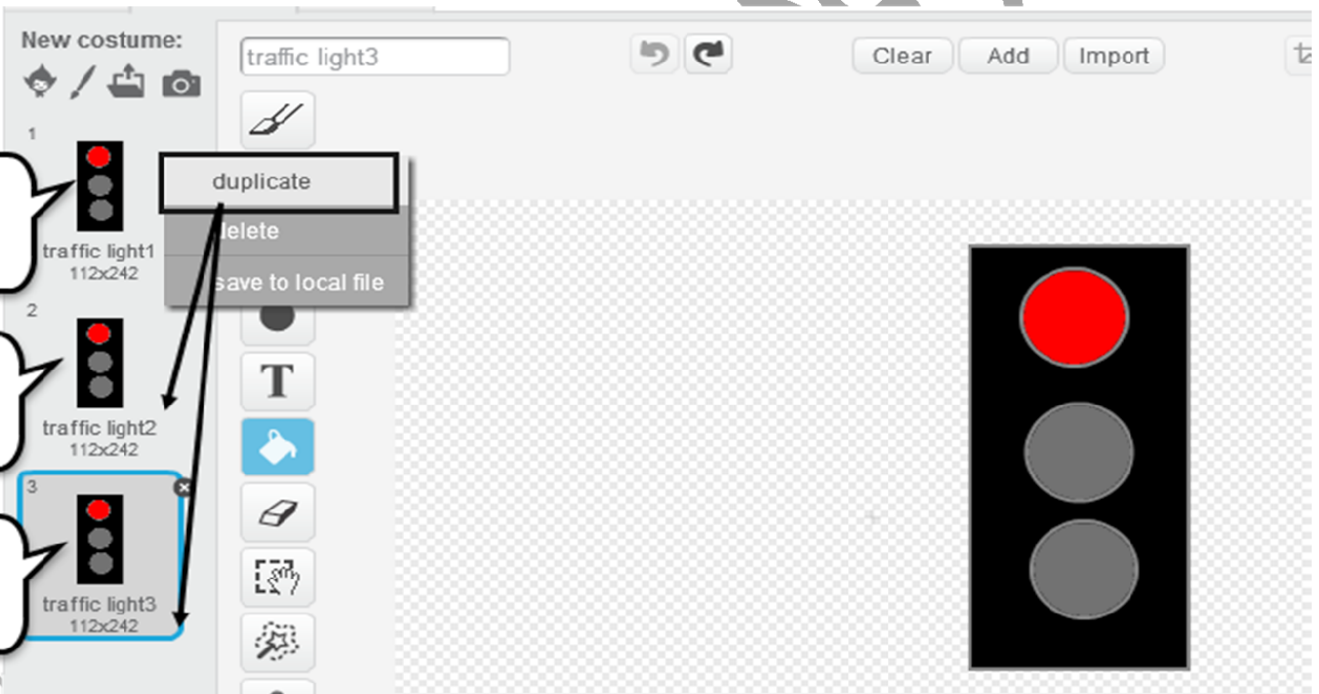 New costume:
traffic light3
Clear
Add
Import
1
duplicate
delete
save to local file
traffic light1
112x242
2
T
traffic light2
112x242
3
traffic light3
112x242